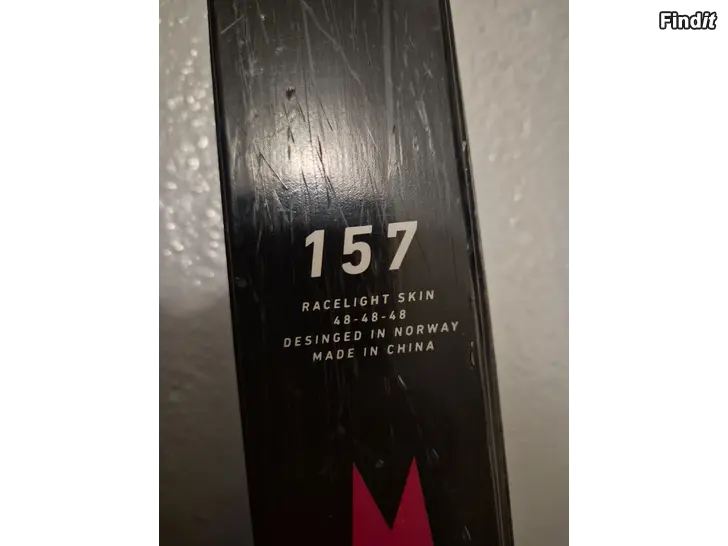 Findit
157
RACELIGHT SKIN
48-48-48
DESINGED IN NORWAY
MADE IN CHINA